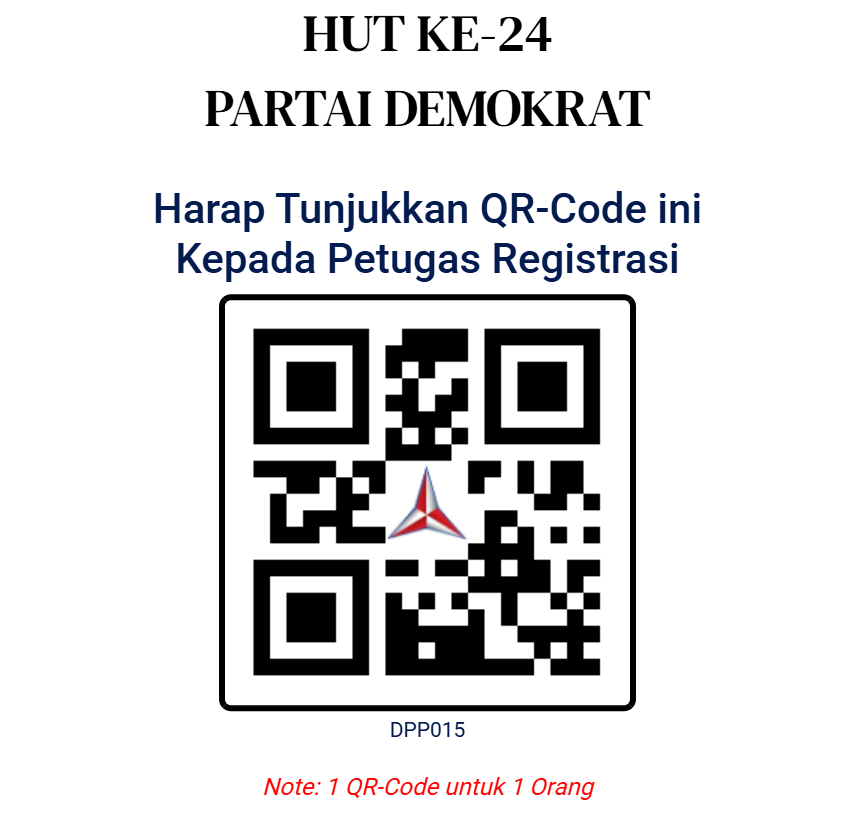 HUT KE-24
PARTAI DEMOKRAT
Harap Tunjukkan QR-Code ini
Kepada Petugas Registrasi
DPP015
Note: 1 QR-Code untuk 1 Orang